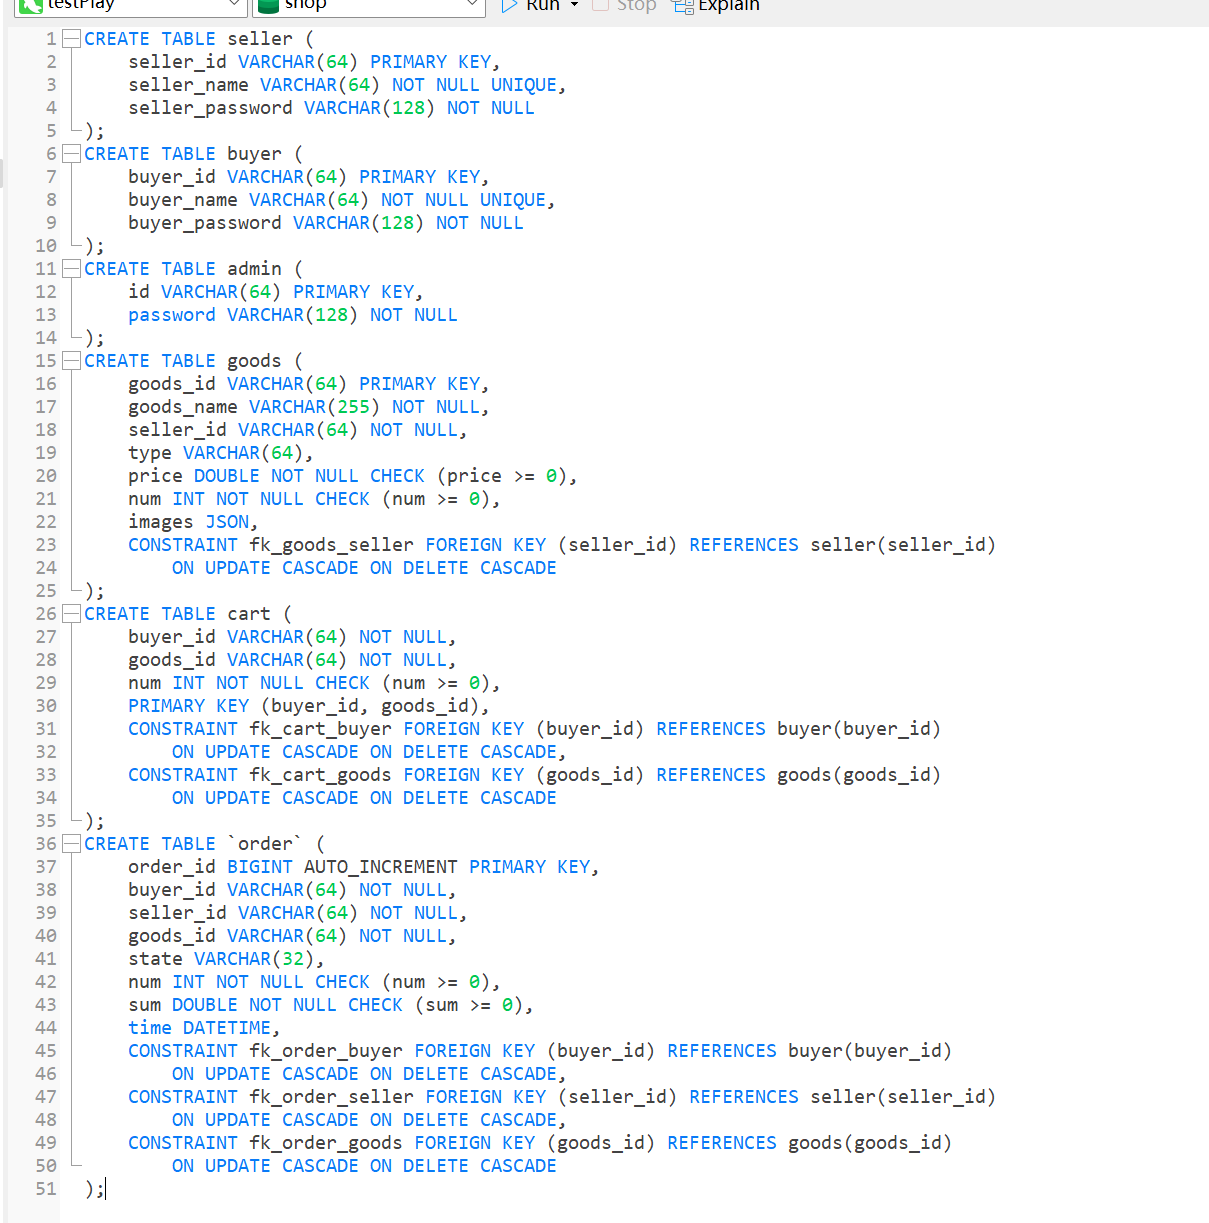 testPlay shop Run Stop Explain
1 CREATE TABLE seller (
2 seller_id VARCHAR(64) PRIMARY KEY,
3 seller_name VARCHAR(64) NOT NULL UNIQUE,
4 seller_password VARCHAR(128) NOT NULL
5 );
6 CREATE TABLE buyer (
7 buyer_id VARCHAR(64) PRIMARY KEY,
8 buyer_name VARCHAR(64) NOT NULL UNIQUE,
9 buyer_password VARCHAR(128) NOT NULL
10 );
11 CREATE TABLE admin (
12 id VARCHAR(64) PRIMARY KEY,
13 password VARCHAR(128) NOT NULL
14 );
15 CREATE TABLE goods (
16 goods_id VARCHAR(64) PRIMARY KEY,
17 goods_name VARCHAR(255) NOT NULL,
18 seller_id VARCHAR(64) NOT NULL,
19 type VARCHAR(64),
20 price DOUBLE NOT NULL CHECK (price >= 0),
21 num INT NOT NULL CHECK (num >= 0),
22 images JSON,
23 CONSTRAINT fk_goods_seller FOREIGN KEY (seller_id) REFERENCES seller(seller_id)
24 ON UPDATE CASCADE ON DELETE CASCADE
25 );
26 CREATE TABLE cart (
27 buyer_id VARCHAR(64) NOT NULL,
28 goods_id VARCHAR(64) NOT NULL,
29 num INT NOT NULL CHECK (num >= 0),
30 PRIMARY KEY (buyer_id, goods_id),
31 CONSTRAINT fk_cart_buyer FOREIGN KEY (buyer_id) REFERENCES buyer(buyer_id)
32 ON UPDATE CASCADE ON DELETE CASCADE,
33 CONSTRAINT fk_cart_goods FOREIGN KEY (goods_id) REFERENCES goods(goods_id)
34 ON UPDATE CASCADE ON DELETE CASCADE
35 );
36 CREATE TABLE `order` (
37 order_id BIGINT AUTO_INCREMENT PRIMARY KEY,
38 buyer_id VARCHAR(64) NOT NULL,
39 seller_id VARCHAR(64) NOT NULL,
40 goods_id VARCHAR(64) NOT NULL,
41 state VARCHAR(32),
42 num INT NOT NULL CHECK (num >= 0),
43 sum DOUBLE NOT NULL CHECK (sum >= 0),
44 time DATETIME,
45 CONSTRAINT fk_order_buyer FOREIGN KEY (buyer_id) REFERENCES buyer(buyer_id)
46 ON UPDATE CASCADE ON DELETE CASCADE,
47 CONSTRAINT fk_order_seller FOREIGN KEY (seller_id) REFERENCES seller(seller_id)
48 ON UPDATE CASCADE ON DELETE CASCADE,
49 CONSTRAINT fk_order_goods FOREIGN KEY (goods_id) REFERENCES goods(goods_id)
50 ON UPDATE CASCADE ON DELETE CASCADE
51 );